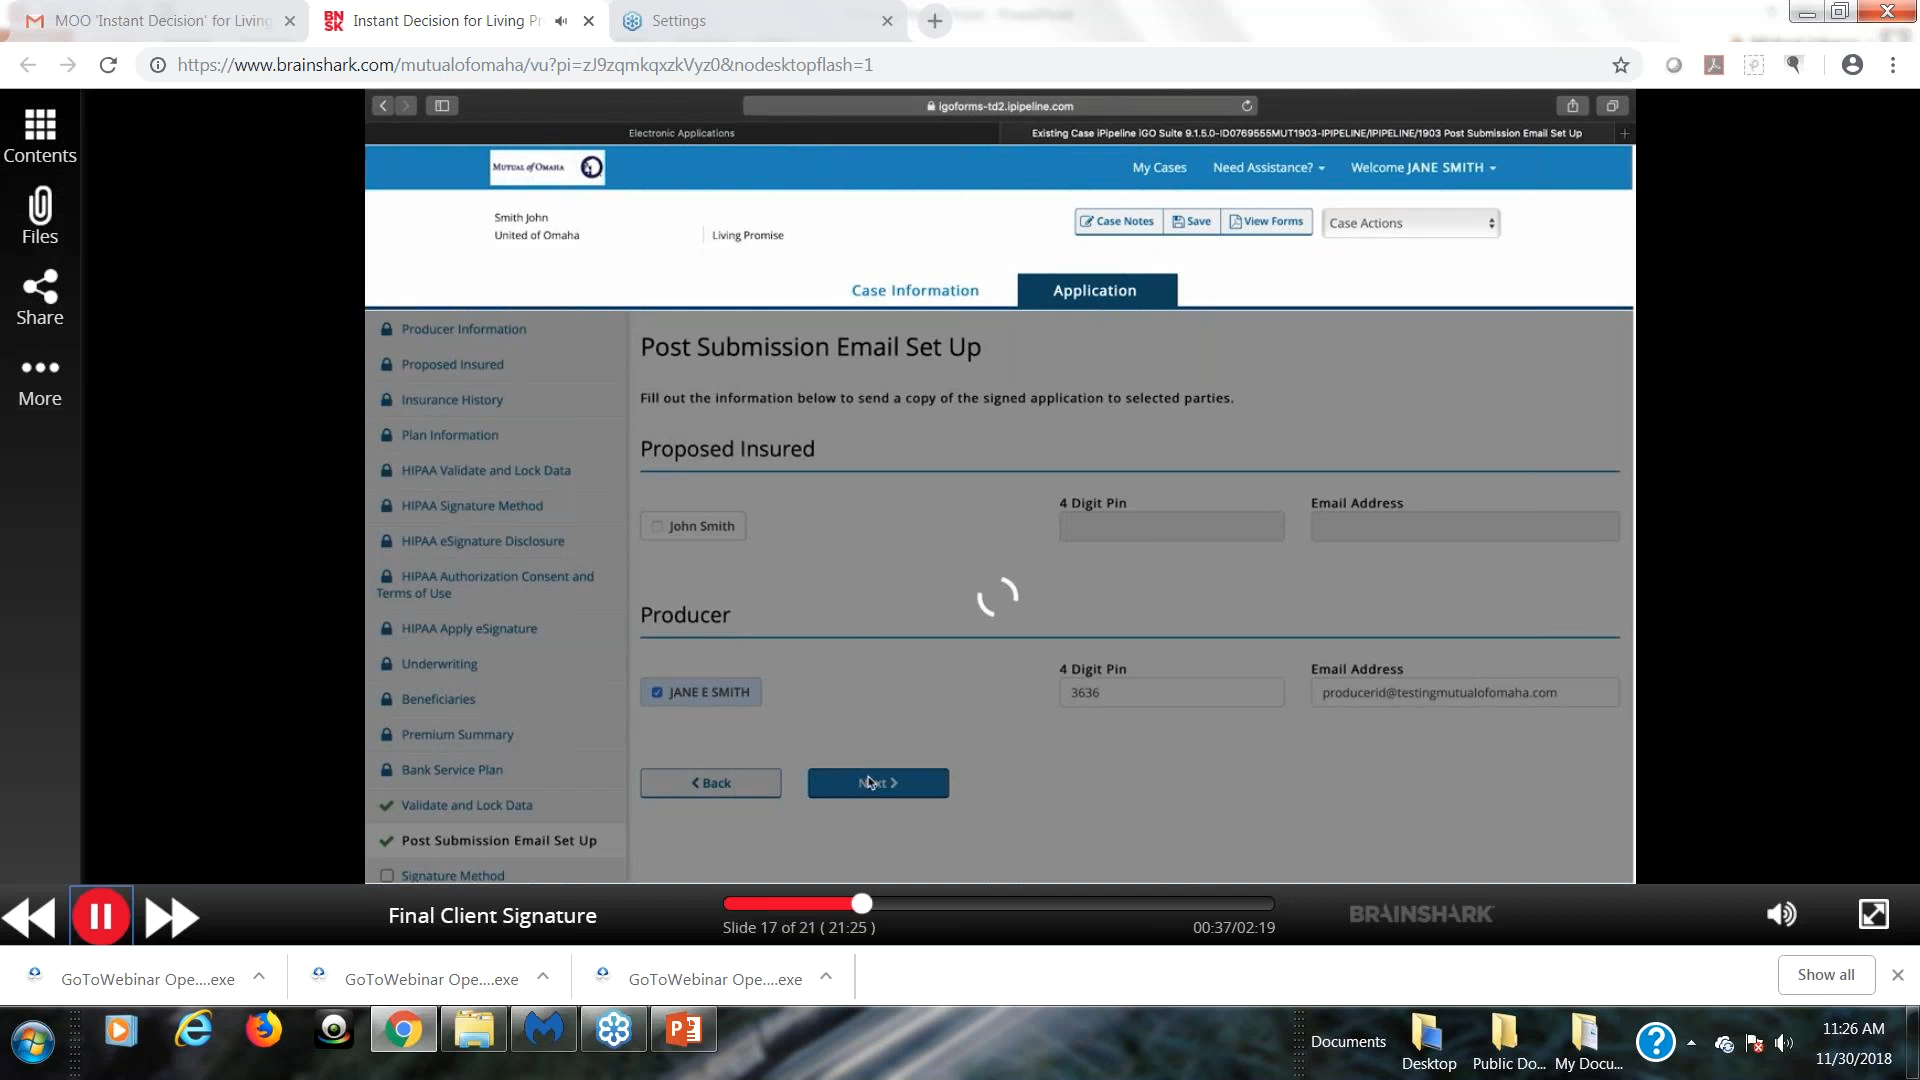 MOO 'Instant Decision' for Living
BN SK
Instant Decision for Living Pr
Settings
https://www.brainshark.com/mutualofomaha/vu?pi=zJ9zqmkqxzkVyz0&nodesktopflash=1
Contents
Files
Share
More
igoforms-td2.ipipeline.com
Electronic Applications
Existing Case iPipeline iGO Suite 9.1.5.0-ID0769555MUT1903-IPIPELINE/IPIPELINE/1903 Post Submission Email Set Up
MUTUAL of OMAHA
My Cases
Need Assistance?
Welcome JANE SMITH
Smith John
United of Omaha
Living Promise
Case Notes
Save
View Forms
Case Actions
Case Information
Application
Producer Information
Proposed Insured
Insurance History
Plan Information
HIPAA Validate and Lock Data
HIPAA Signature Method
HIPAA eSignature Disclosure
HIPAA Authorization Consent and
Terms of Use
HIPAA Apply eSignature
Underwriting
Beneficiaries
Premium Summary
Bank Service Plan
Validate and Lock Data
Post Submission Email Set Up
Signature Method
Post Submission Email Set Up
Fill out the information below to send a copy of the signed application to selected parties.
Proposed Insured
4 Digit Pin
Email Address
John Smith
Producer
4 Digit Pin
Email Address
JANE E SMITH
3636
producerid@testingmutualofomaha.com
Back
Next
Final Client Signature
Slide 17 of 21 ( 21:25 )
00:37/02:19
BRAINSHARK
GoToWebinar Ope....exe
GoToWebinar Ope....exe
GoToWebinar Ope....exe
Show all
Documents
Desktop
Public Do...
My Docu...
11:26 AM
11/30/2018